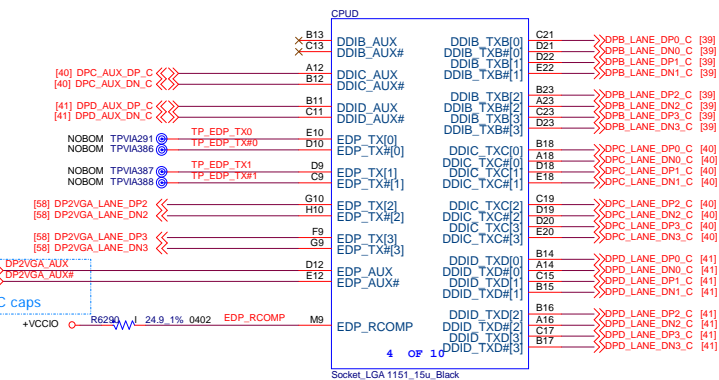 CPUD
B13 DDIB_AUX DDIB_TXB[0] C21 DPB_LANE_DP0_C [39]
C13 DDIB_AUX# DDIB_TXB#[0] D21 DPB_LANE_DN0_C [39]
DDIB_TXB[1] D22 DPB_LANE_DP1_C [39]
[40] DPC_AUX_DP_C A12 DDIC_AUX DDIB_TXB#[1] E22 DPB_LANE_DN1_C [39]
[40] DPC_AUX_DN_C B12 DDIC_AUX#
DDIB_TXB[2] B23 DPB_LANE_DP2_C [39]
[41] DPD_AUX_DP_C B11 DDID_AUX DDIB_TXB#[2] A23 DPB_LANE_DN2_C [39]
[41] DPD_AUX_DN_C C11 DDID_AUX# DDIB_TXB[3] C23 DPB_LANE_DP3_C [39]
DDIB_TXB#[3] D23 DPB_LANE_DN3_C [39]
NOBOM TPVIA291 TP_EDP_TX0 E10 EDP_TX[0]
NOBOM TPVIA386 TP_EDP_TX#0 D10 EDP_TX#[0] DDIC_TXC[0] B18 DPC_LANE_DP0_C [40]
DDIC_TXC#[0] A18 DPC_LANE_DN0_C [40]
NOBOM TPVIA387 TP_EDP_TX1 D9 EDP_TX[1] DDIC_TXC[1] D18 DPC_LANE_DP1_C [40]
NOBOM TPVIA388 TP_EDP_TX#1 C9 EDP_TX#[1] DDIC_TXC#[1] E18 DPC_LANE_DN1_C [40]
[58] DP2VGA_LANE_DP2 G10 EDP_TX[2] DDIC_TXC[2] C19 DPC_LANE_DP2_C [40]
[58] DP2VGA_LANE_DN2 H10 EDP_TX#[2] DDIC_TXC#[2] D19 DPC_LANE_DN2_C [40]
DDIC_TXC[3] D20 DPC_LANE_DP3_C [40]
[58] DP2VGA_LANE_DP3 F9 EDP_TX[3] DDIC_TXC#[3] E20 DPC_LANE_DN3_C [40]
[58] DP2VGA_LANE_DN3 G9 EDP_TX#[3]
DDID_TXD[0] B14 DPD_LANE_DP0_C [41]
DP2VGA_AUX D12 EDP_AUX DDID_TXD#[0] A14 DPD_LANE_DN0_C [41]
DP2VGA_AUX# E12 EDP_AUX# DDID_TXD[1] C15 DPD_LANE_DP1_C [41]
DDID_TXD#[1] B15 DPD_LANE_DN1_C [41]
C caps
DDID_TXD[2] B16 DPD_LANE_DP2_C [41]
+VCCIO R6290 I 24.9_1% 0402 EDP_RCOMP M9 EDP_RCOMP DDID_TXD#[2] A16 DPD_LANE_DN2_C [41]
DDID_TXD[3] C17 DPD_LANE_DP3_C [41]
4 OF 10 DDID_TXD#[3] B17 DPD_LANE_DN3_C [41]
Socket_LGA 1151_15u_Black